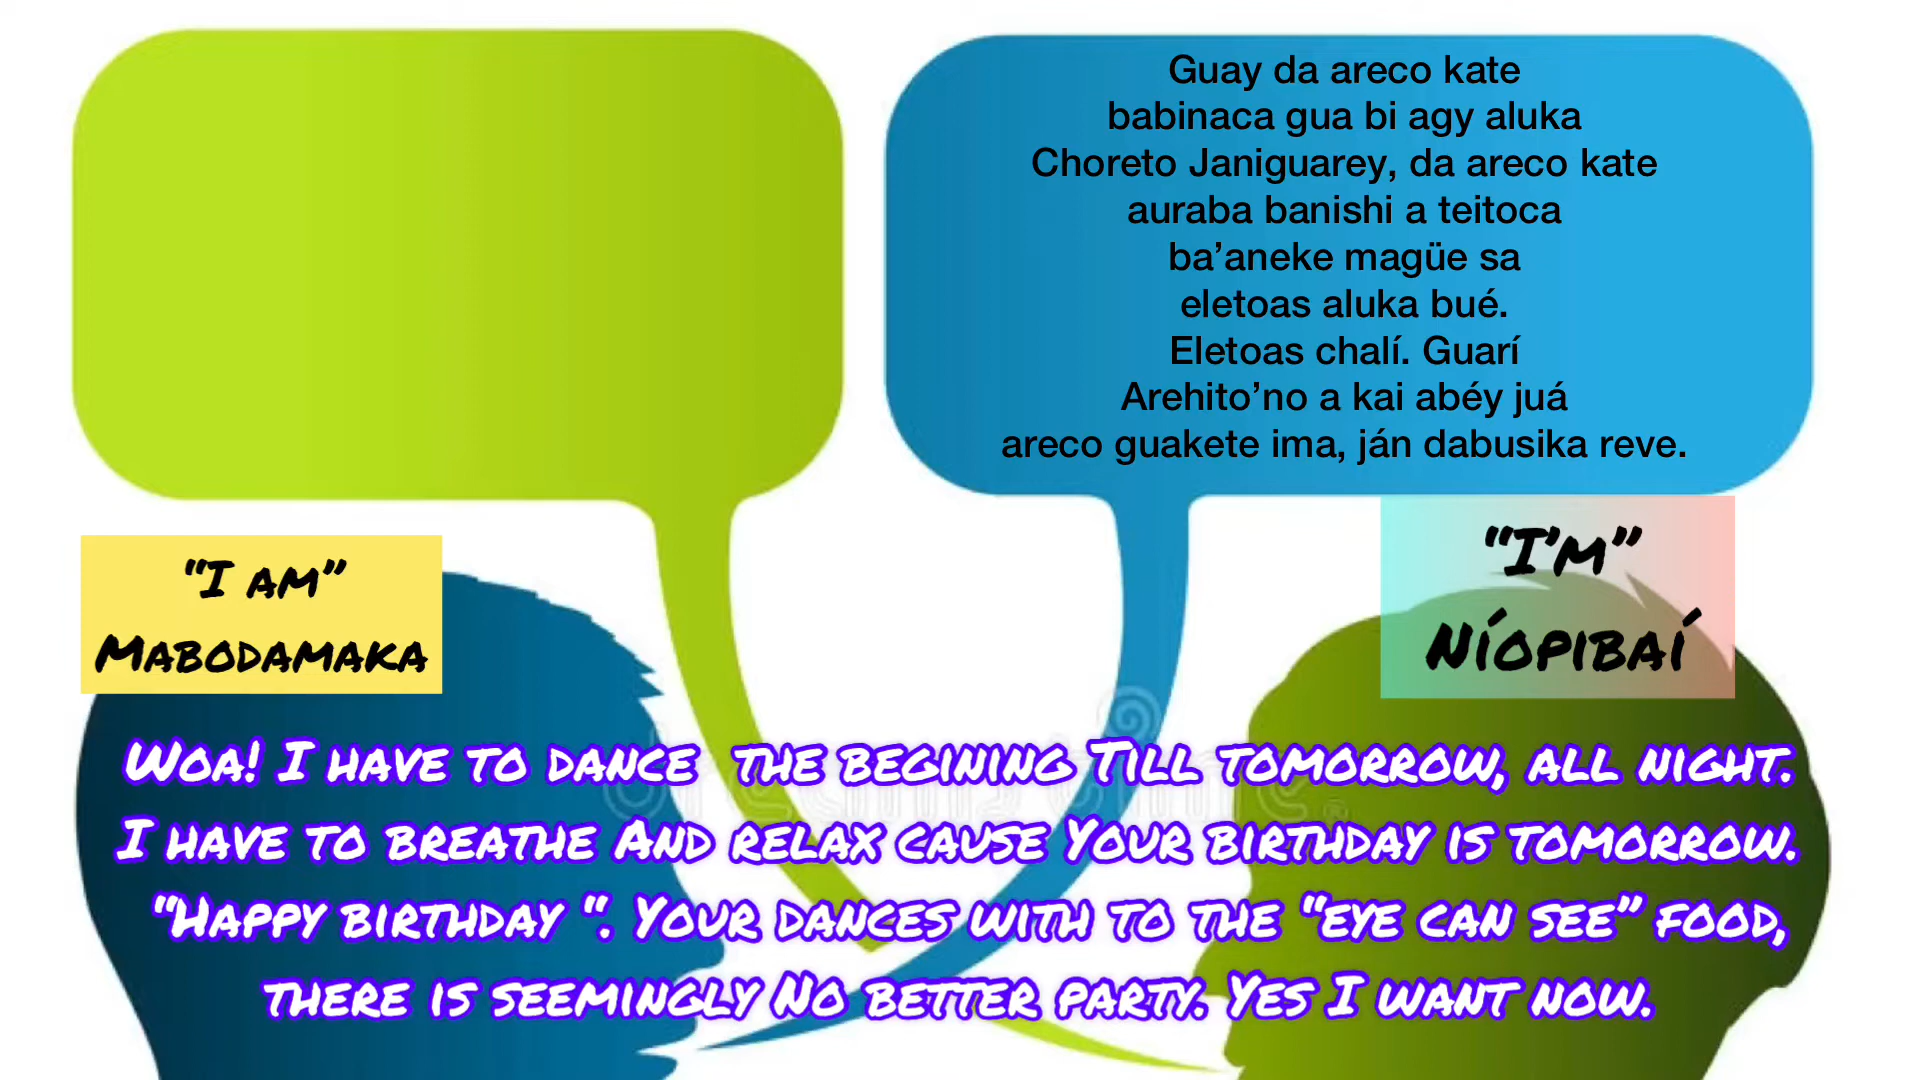 Guay da areco kate
babinaca gua bi agy aluka
Choreto Janiguarey, da areco kate
auraba banishi a teitoca
ba’aneke magüe sa
eletoas aluka bué.
Eletoas chalí. Guarí
Arehito’no a kai abéy juá
areco guakete ima, ján dabusika reve.
“I am”
Mabodamaka
“I’m”
Níopibaí
Woa! I have to dance the begining Till tomorrow, all night.
I have to breathe And relax cause Your birthday is tomorrow.
“Happy birthday “. Your dances with to the “eye can see” food,
there is seemingly No better party. Yes I want now.
dreamstime